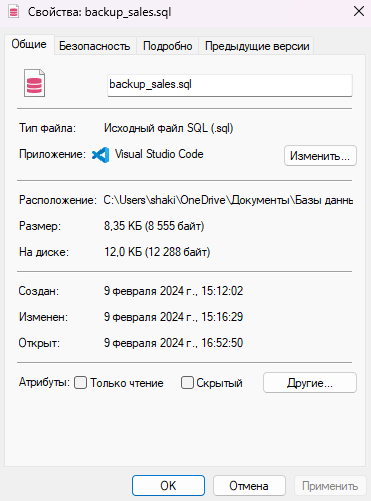 Свойства: backup_sales.sql
Общие Безопасность Подробно Предыдущие версии
backup_sales.sql
Тип файла: Исходный файл SQL (.sql)
Приложение: Visual Studio Code Изменить...
Расположение: C:\Users\shaki\OneDrive\Документы\Базы данны
Размер: 8,35 КБ (8 555 байт)
На диске: 12,0 КБ (12 288 байт)
Создан: 9 февраля 2024 г., 15:12:02
Изменен: 9 февраля 2024 г., 15:16:29
Открыт: 9 февраля 2024 г., 16:52:50
Атрибуты: Только чтение Скрытый Другие...
ОК Отмена Применить